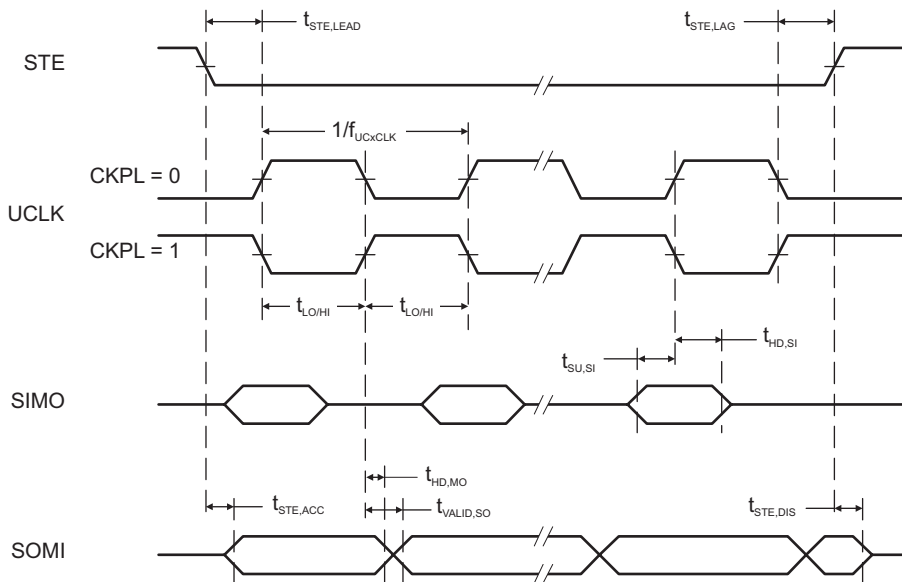 tSTE,LEAD
tSTE,LAG
STE
1/fUCxCLK
CKPL = 0
UCLK
CKPL = 1
tLO/HI tLO/HI
tSU,SI
tHD,SI
SIMO
tHD,MO
tSTE,ACC
tVALID,SO
tSTE,DIS
SOMI